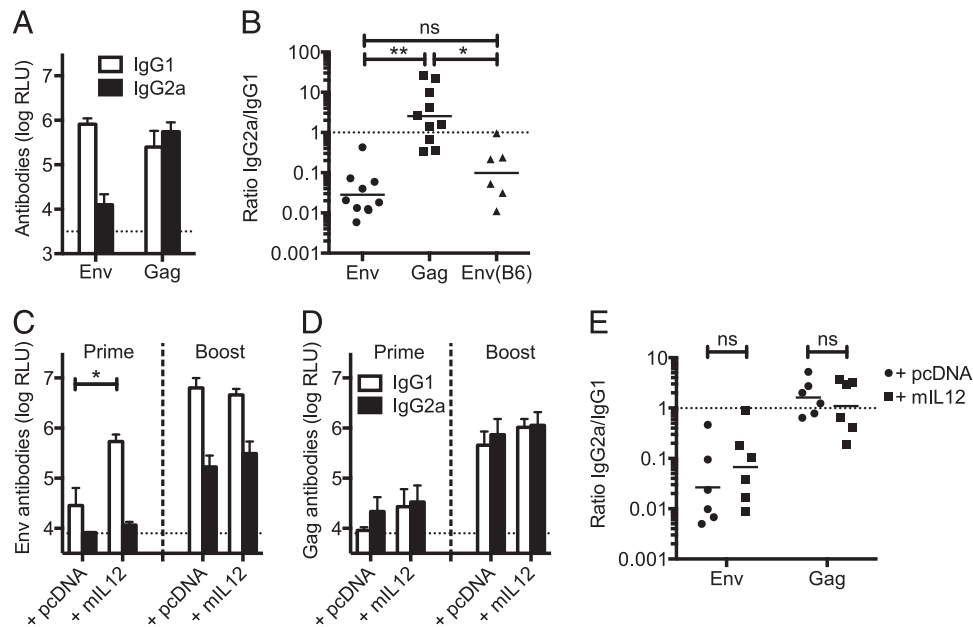 A
Antibodies (log RLU)
7
6
5
4
3
IgG1
IgG2a
Env
Gag
B
Ratio IgG2a/IgG1
100
10
1
0.1
0.01
0.001
ns
**
*
Env
Gag
Env(B6)
C
Env antibodies (log RLU)
7
6
5
4
Prime
Boost
*
+ pcDNA
+ mIL12
+ pcDNA
+ mIL12
D
Gag antibodies (log RLU)
7
6
5
4
Prime
Boost
IgG1
IgG2a
+ pcDNA
+ mIL12
+ pcDNA
+ mIL12
E
Ratio IgG2a/IgG1
10
1
0.1
0.01
0.001
ns
ns
+ pcDNA
+ mIL12
Env
Gag